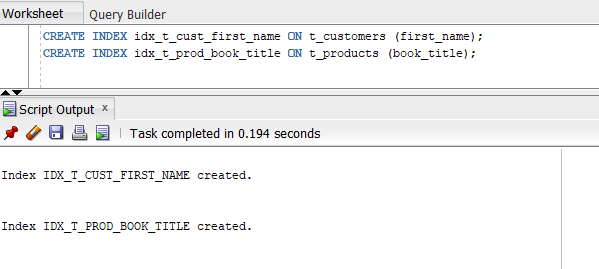 Worksheet Query Builder
CREATE INDEX idx_t_cust_first_name ON t_customers (first_name);
CREATE INDEX idx_t_prod_book_title ON t_products (book_title);
Script Output x
Task completed in 0.194 seconds
Index IDX_T_CUST_FIRST_NAME created.
Index IDX_T_PROD_BOOK_TITLE created.